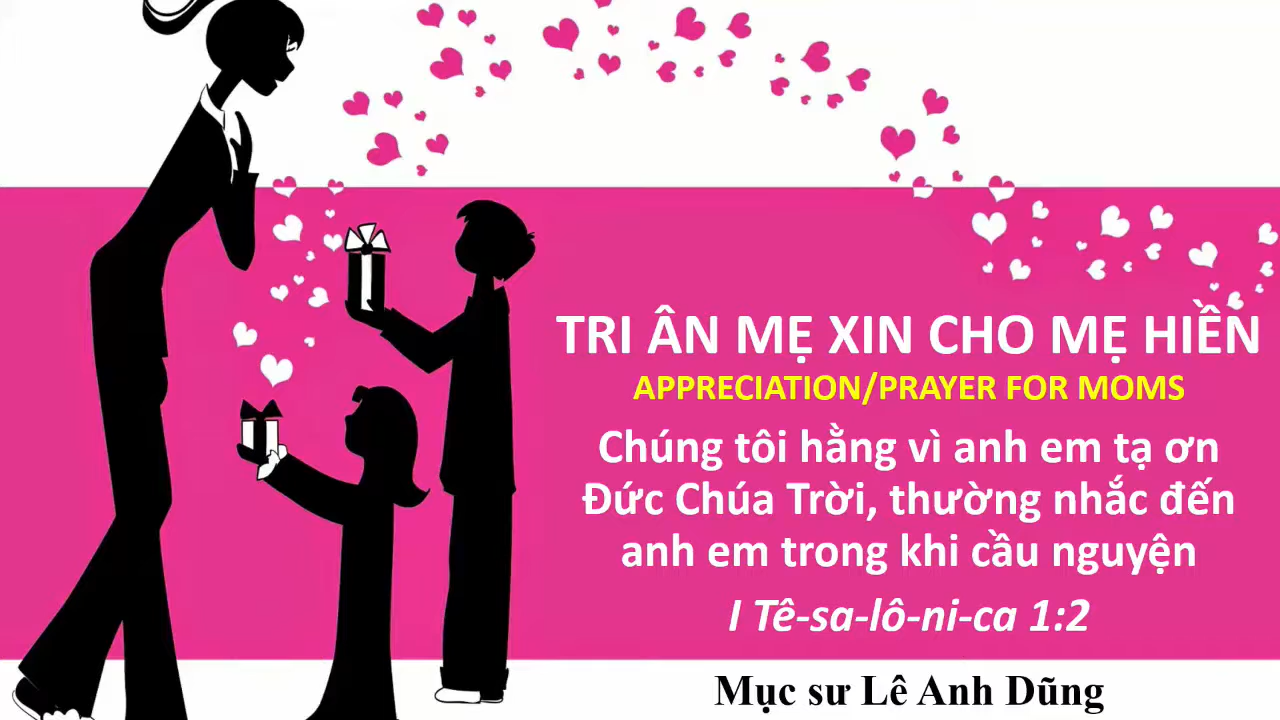 TRI ÂN MẸ XIN CHO MẸ HIỀN
APPRECIATION/PRAYER FOR MOMS
Chúng tôi hằng vì anh em tạ ơn
Đức Chúa Trời, thường nhắc đến
anh em trong khi cầu nguyện
I Tê-sa-lô-ni-ca 1:2
Mục sư Lê Anh Dũng